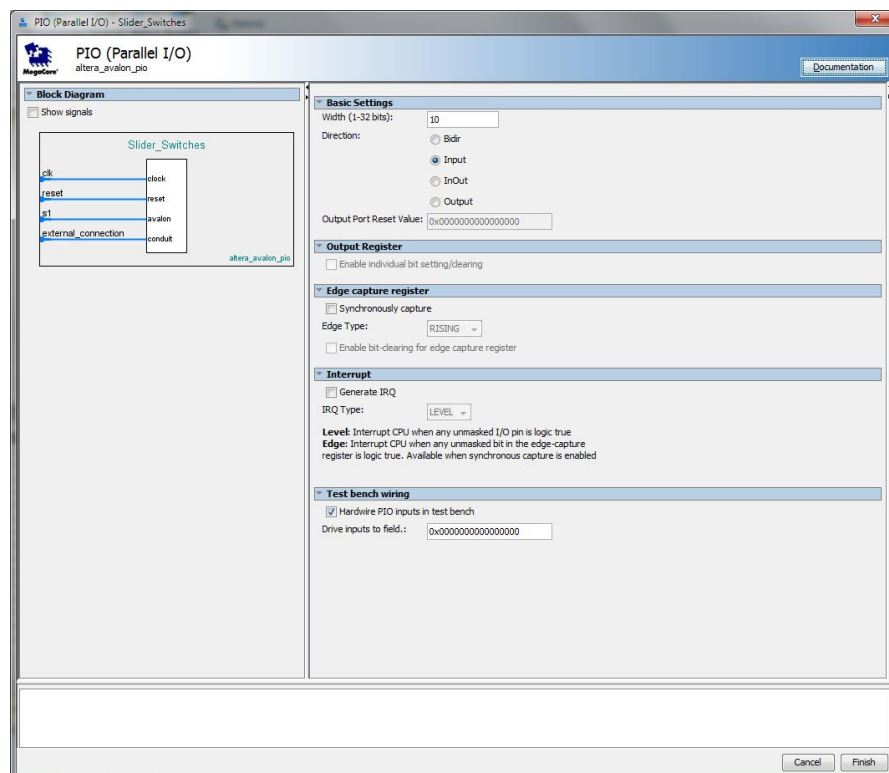 PIO (Parallel I/O) - Slider_Switches
PIO (Parallel I/O)
altera_avalon_pio
MegaCore'
Documentation
Block Diagram
Show signals
Slider_Switches
clk
clock
reset
reset
s1
avalon
external_connection
conduit
altera_avalon_pio
Basic Settings
Width (1-32 bits): 10
Direction:
Bidir
Input
InOut
Output
Output Port Reset Value: 0x0000000000000000
Output Register
Enable individual bit setting/clearing
Edge capture register
Synchronously capture
Edge Type: RISING
Enable bit-clearing for edge capture register
Interrupt
Generate IRQ
IRQ Type: LEVEL
Level: Interrupt CPU when any unmasked I/O pin is logic true
Edge: Interrupt CPU when any unmasked bit in the edge-capture
register is logic true. Available when synchronous capture is enabled
Test bench wiring
Hardwire PIO inputs in test bench
Drive inputs to field.: 0x0000000000000000
Cancel Finish